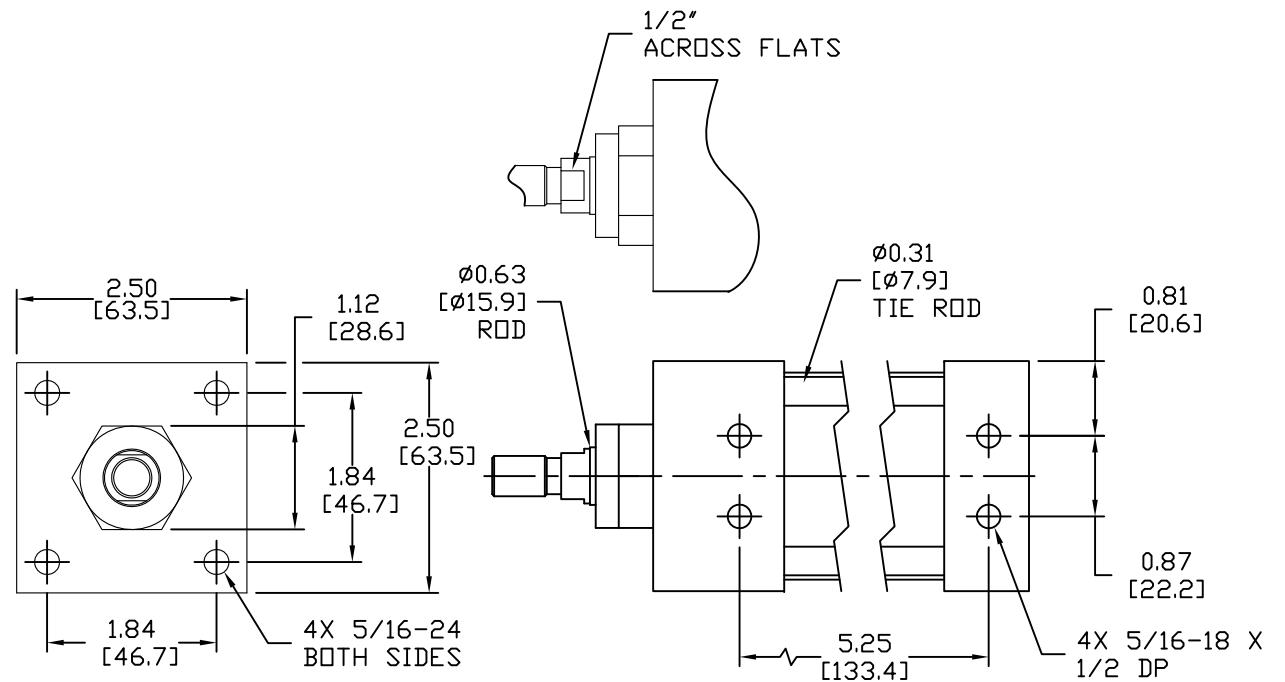 1/2"
ACROSS FLATS
Ø0.63
[Ø15.9]
ROD
Ø0.31
[Ø7.9]
TIE ROD
0.81
[20.6]
2.50
[63.5]
1.12
[28.6]
2.50
[63.5]
1.84
[46.7]
1.84
[46.7]
4X 5/16-24
BOTH SIDES
0.87
[22.2]
5.25
[133.4]
4X 5/16-18 X
1/2 DP